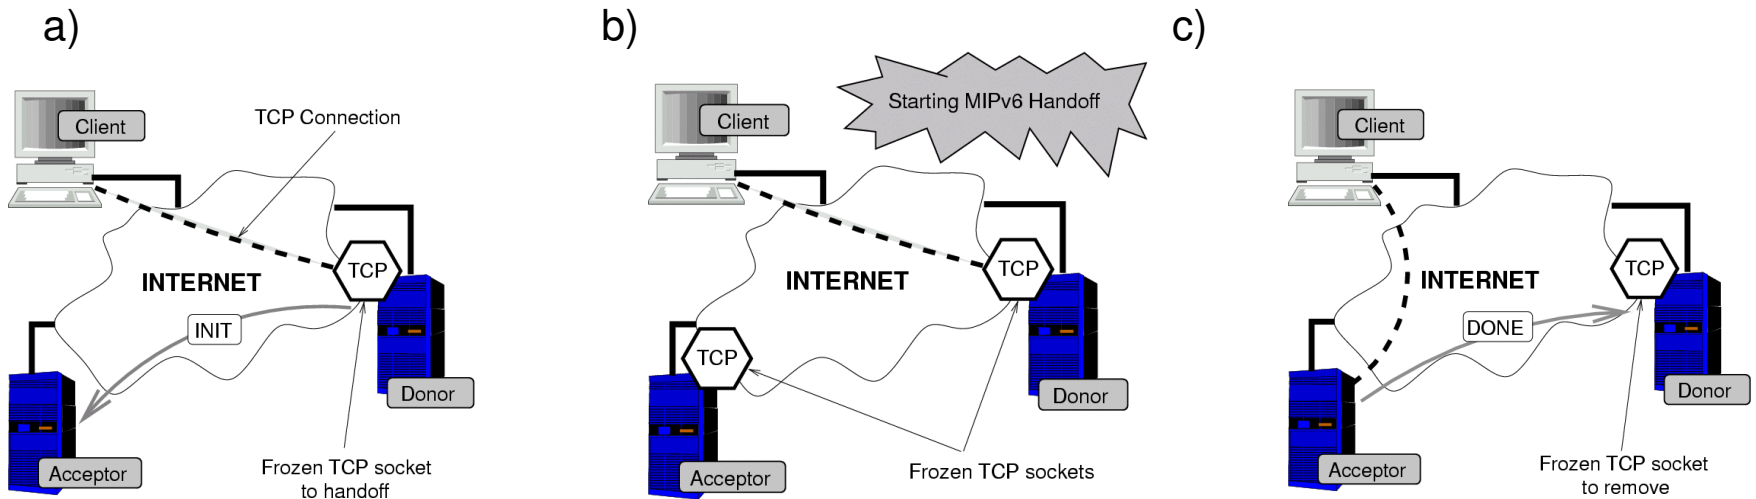 a)
Client
TCP Connection
TCP
INTERNET
INIT
Donor
Acceptor
Frozen TCP socket
to handoff
b)
Starting MIPv6 Handoff
Client
TCP
INTERNET
TCP
Donor
Acceptor
Frozen TCP sockets
c)
Client
TCP
INTERNET
DONE
Donor
Acceptor
Frozen TCP socket
to remove